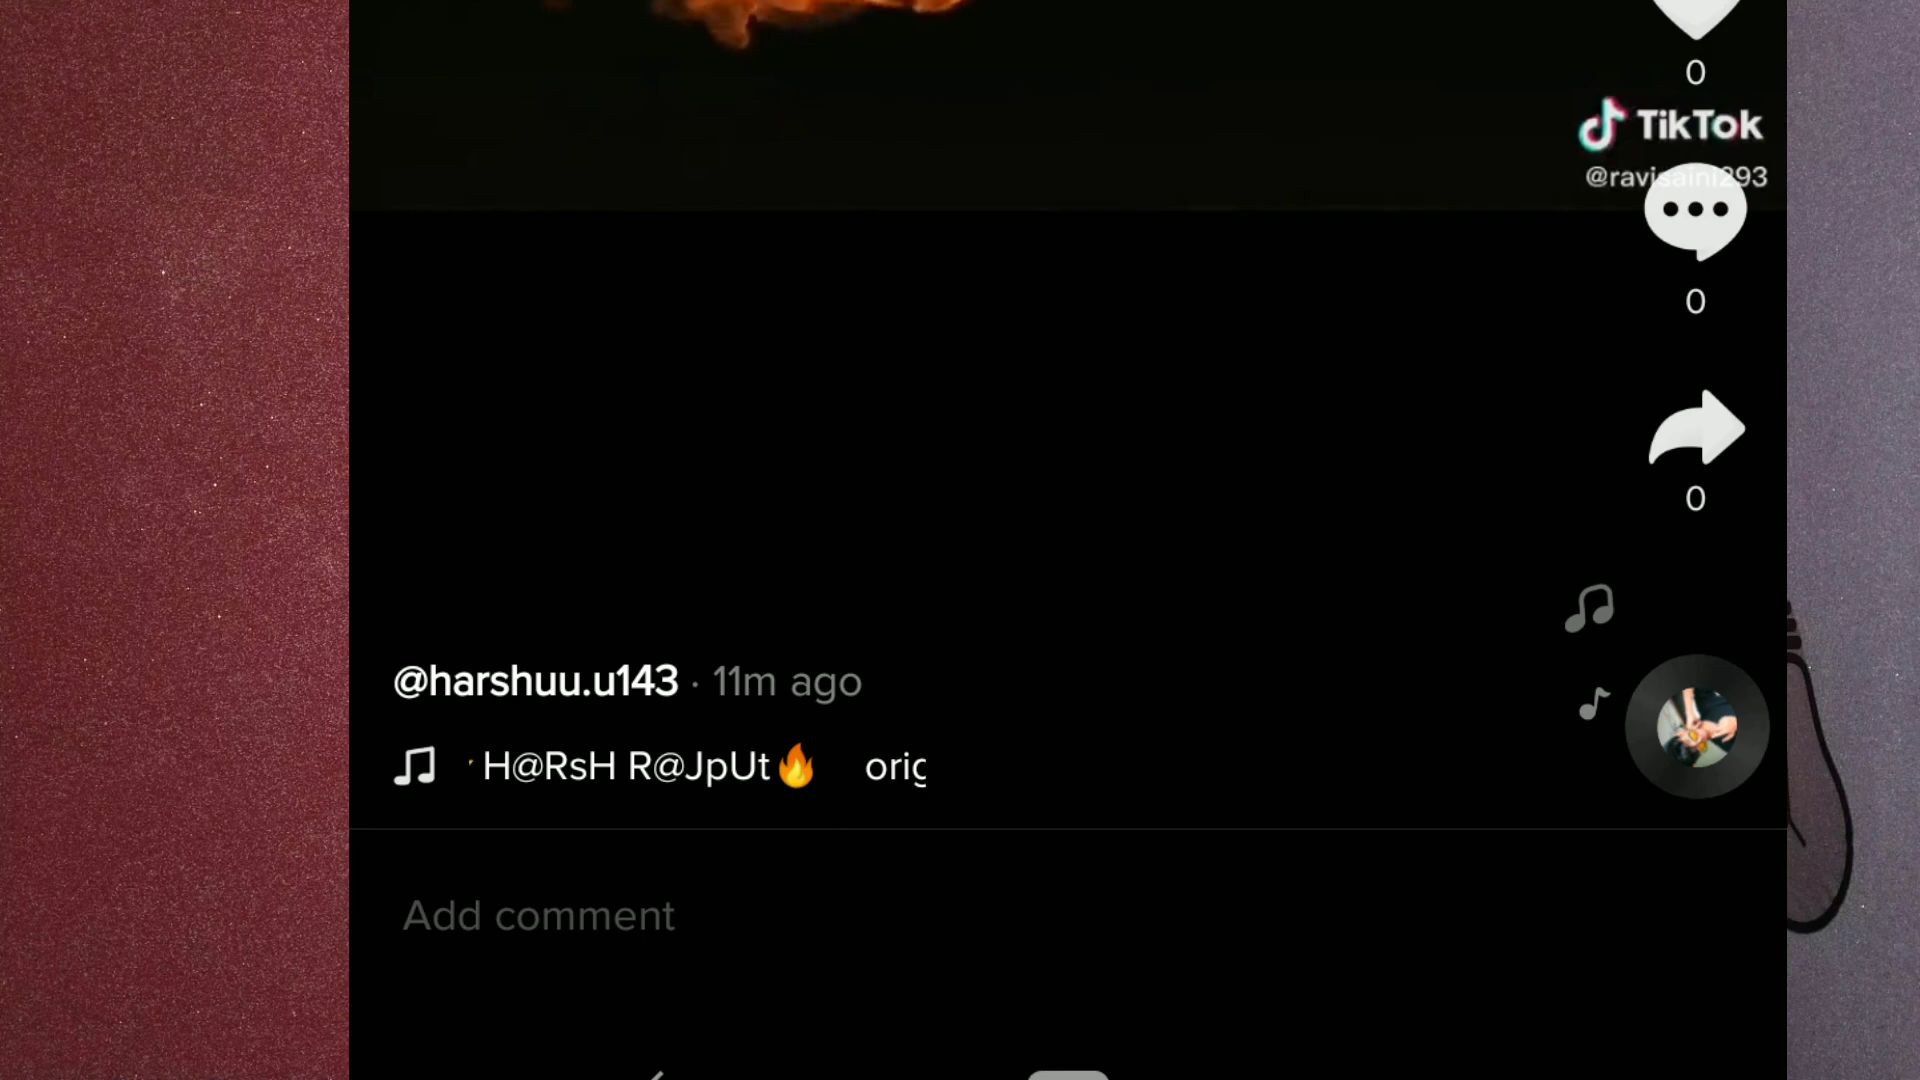 0
TikTok
@ravisaini293
0
0
@harshuu.u143 · 11m ago
H@RsH R@JpUt🔥 orig
Add comment